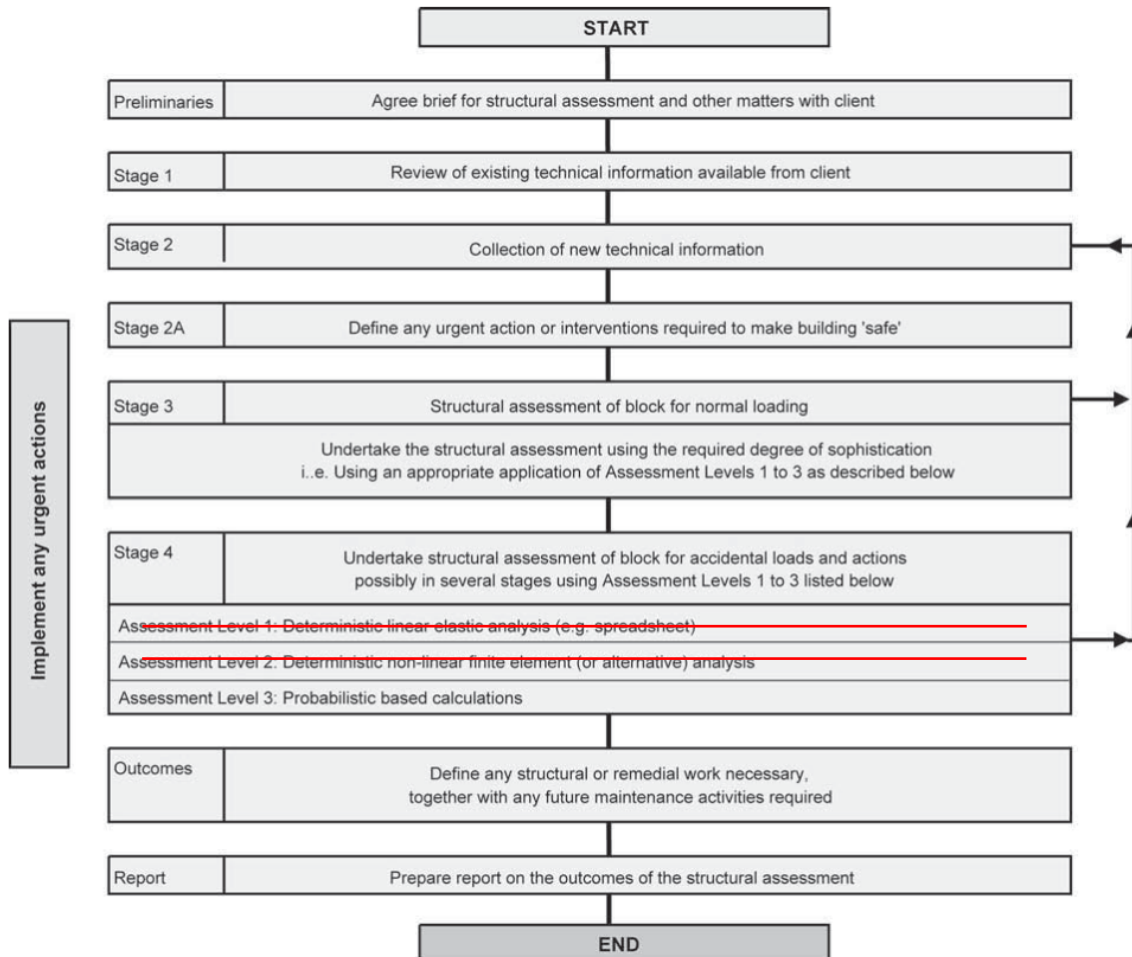 START
Preliminaries
Agree brief for structural assessment and other matters with client
Stage 1
Review of existing technical information available from client
Stage 2
Collection of new technical information
Stage 2A
Define any urgent action or interventions required to make building 'safe'
Implement any urgent actions
Stage 3
Structural assessment of block for normal loading
Undertake the structural assessment using the required degree of sophistication
i..e. Using an appropriate application of Assessment Levels 1 to 3 as described below
Stage 4
Undertake structural assessment of block for accidental loads and actions
possibly in several stages using Assessment Levels 1 to 3 listed below
Assessment Level 1: Deterministic linear elastic analysis (e.g. spreadsheet)
Assessment Level 2: Deterministic non-linear finite element (or alternative) analysis
Assessment Level 3: Probabilistic based calculations
Outcomes
Define any structural or remedial work necessary,
together with any future maintenance activities required
Report
Prepare report on the outcomes of the structural assessment
END